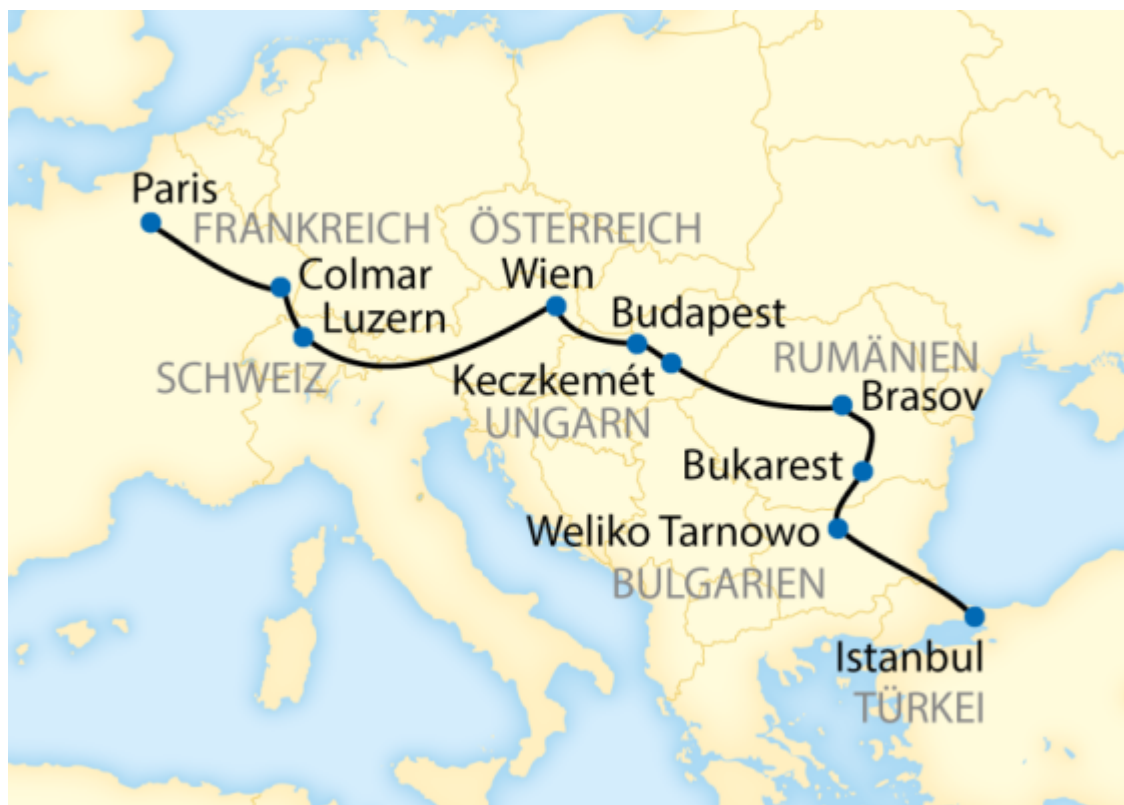 Paris
FRANKREICH
ÖSTERREICH
Colmar
Wien
Luzern
Budapest
SCHWEIZ
Keczkemét
RUMÄNIEN
UNGARN
Brasov
Bukarest
Weliko Tarnowo
BULGARIEN
Istanbul
TÜRKEI